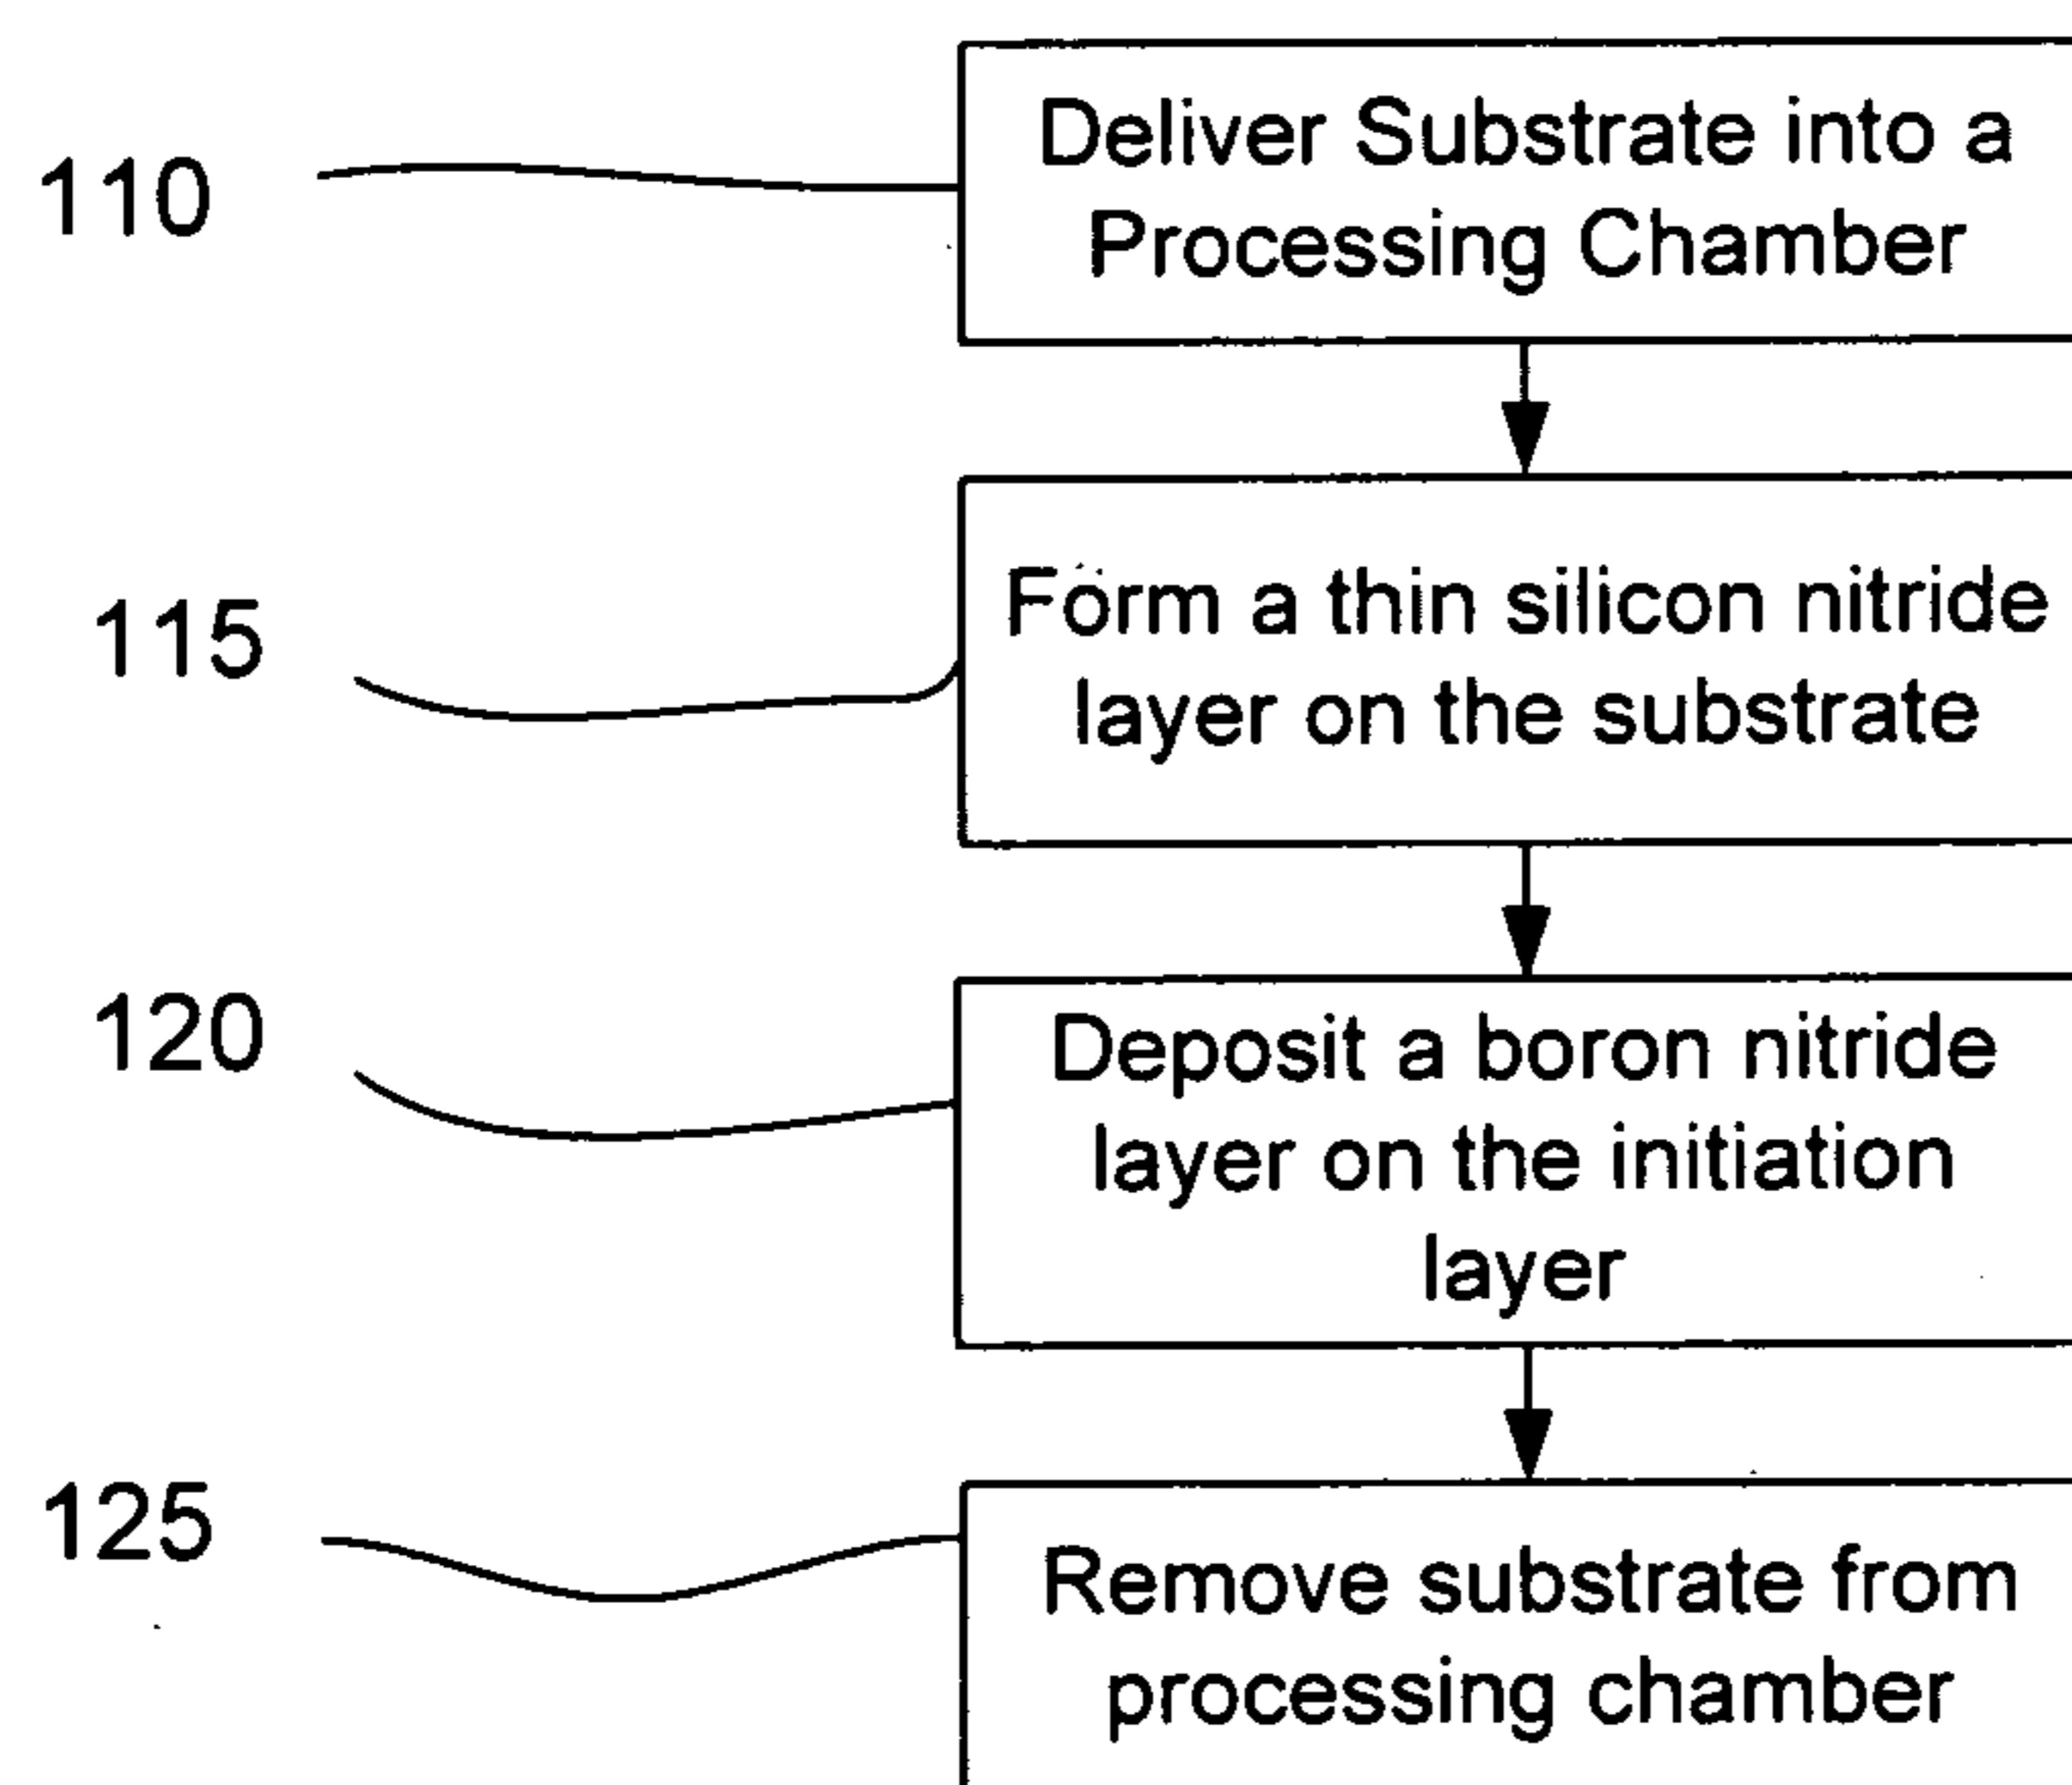 110
Deliver Substrate into a
Processing Chamber
115
Form a thin silicon nitride
layer on the substrate
120
Deposit a boron nitride
layer on the initiation
layer
125
Remove substrate from
processing chamber